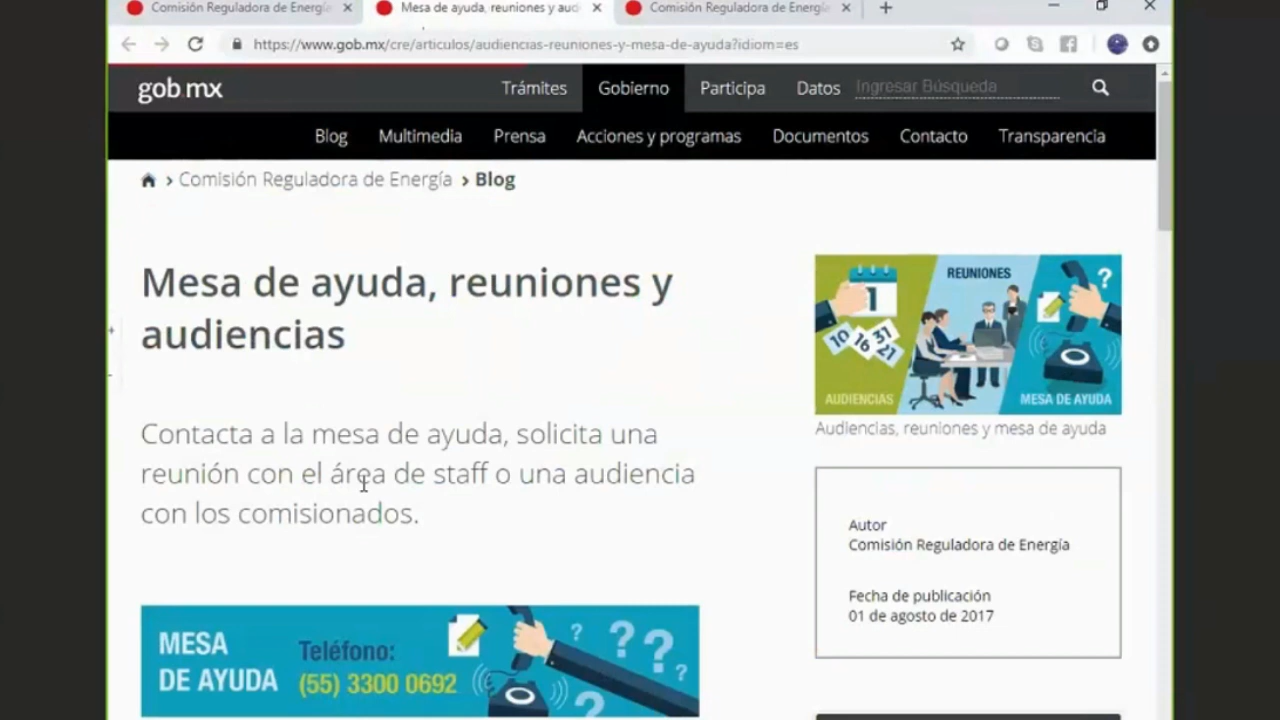 Comisión Reguladora de Energía
Mesa de ayuda, reuniones y aud
Comisión Reguladora de Energía
https://www.gob.mx/cre/articulos/audiencias-reuniones-y-mesa-de-ayuda?idiom=es
gob.mx
Trámites
Gobierno
Participa
Datos
Ingresar Búsqueda
Blog
Multimedia
Prensa
Acciones y programas
Documentos
Contacto
Transparencia
> Comisión Reguladora de Energía > Blog
Mesa de ayuda, reuniones y
audiencias
REUNIONES
1
?
10 16 31
21
AUDIENCIAS
MESA DE AYUDA
Audiencias, reuniones y mesa de ayuda
Contacta a la mesa de ayuda, solicita una
reunión con el área de staff o una audiencia
con los comisionados.
Autor
Comisión Reguladora de Energía
Fecha de publicación
01 de agosto de 2017
MESA
DE AYUDA
Teléfono:
(55) 3300 0692
? ? ? ? ?